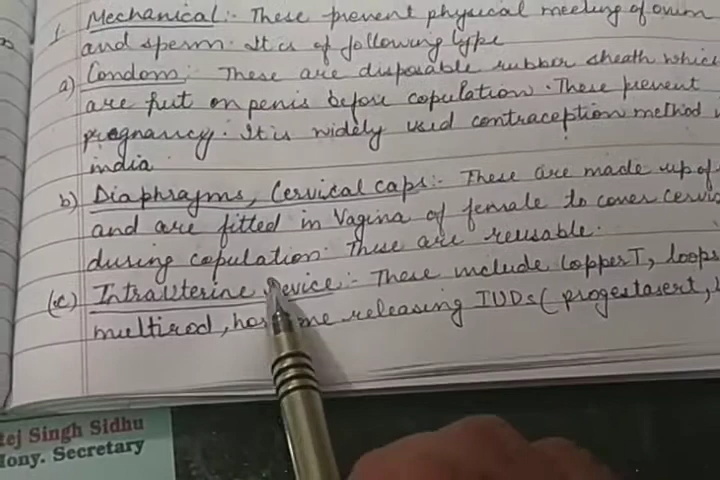 1. Mechanical:- These prevent physical meeting of ovum
and sperm. It is of following type
a) Condom:- These are disposable rubber sheath which
are put on penis before copulation. These prevent
pregnancy. It is widely used contraception method
india.
b) Diaphragms, Cervical caps:- These are made up of
and are fitted in Vagina of female to cover
during copulation. These are reusable.
(c) IntraUterine Device:- These include CopperT, loops
multirod, releasing IUDs (progestasert,
Singh Sidhu
Hony. Secretary